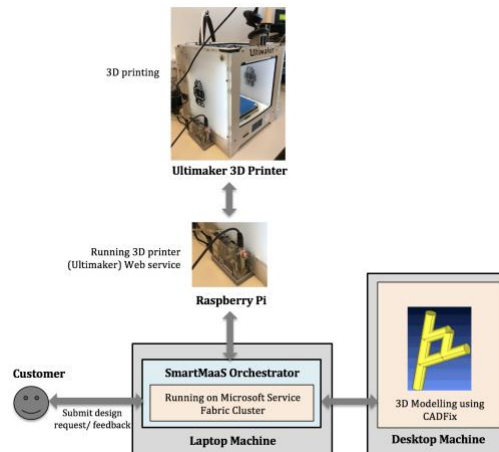 Ultimaker
3D printing
Ultimaker 3D Printer
Running 3D printer
(Ultimaker) Web service
Raspberry Pi
Customer
Submit design
request/ feedback
SmartMaaS Orchestrator
Running on Microsoft Service
Fabric Cluster
Laptop Machine
3D Modelling using
CADFix
Desktop Machine